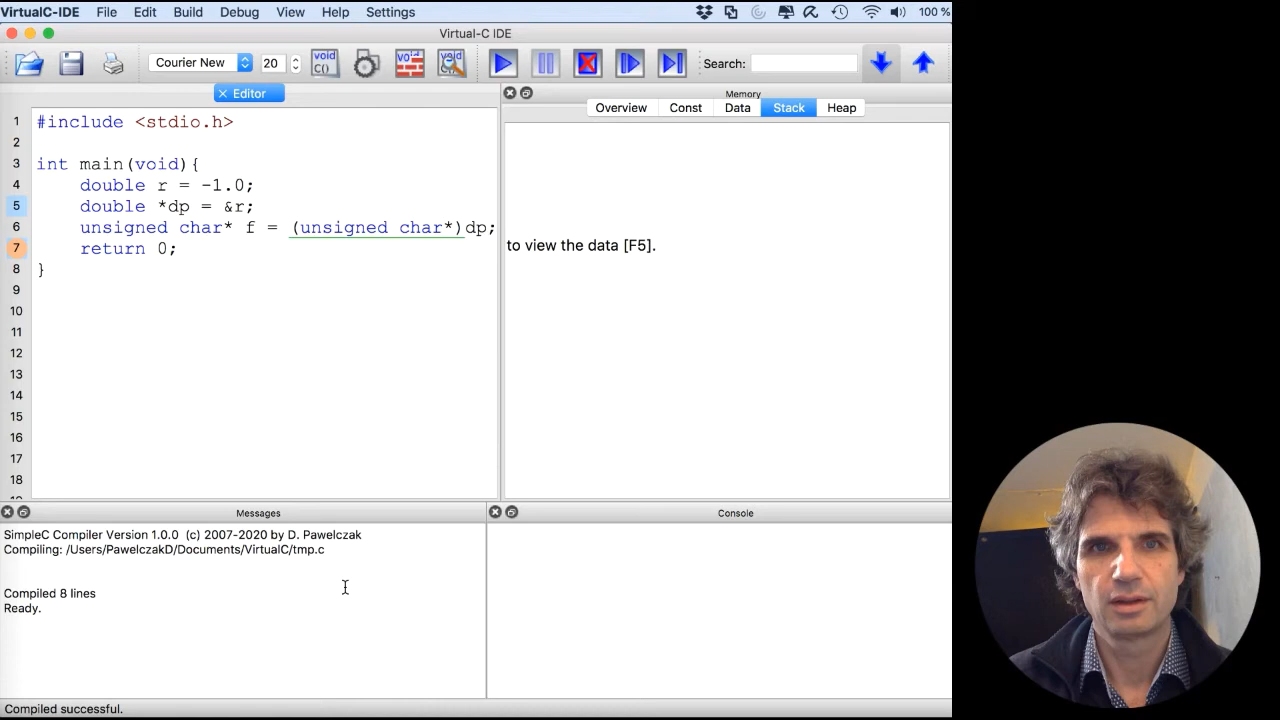 VirtualC-IDE File Edit Build Debug View Help Settings 100 %
Virtual-C IDE
Courier New 20 void C() void void C() Search:
× Editor
Memory
Overview Const Data Stack Heap
1 #include <stdio.h>
2
3 int main(void){
4 double r = -1.0;
5 double *dp = &r;
6 unsigned char* f = (unsigned char*)dp;
7 return 0;
8 }
9
10
11
12
13
14
15
16
17
18
to view the data [F5].
Messages
SimpleC Compiler Version 1.0.0 (c) 2007-2020 by D. Pawelczak
Compiling: /Users/PawelczakD/Documents/VirtualC/tmp.c
Compiled 8 lines
Ready.
Console
Compiled successful.